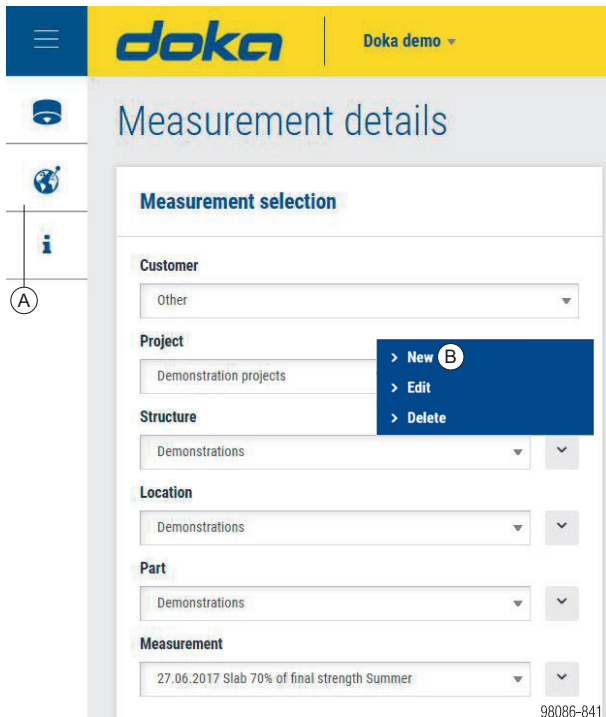 doka
Doka demo
Measurement details
Measurement selection
A
Customer
Other
Project
Demonstration projects
> New B
> Edit
> Delete
Structure
Demonstrations
Location
Demonstrations
Part
Demonstrations
Measurement
27.06.2017 Slab 70% of final strength Summer
98086-841